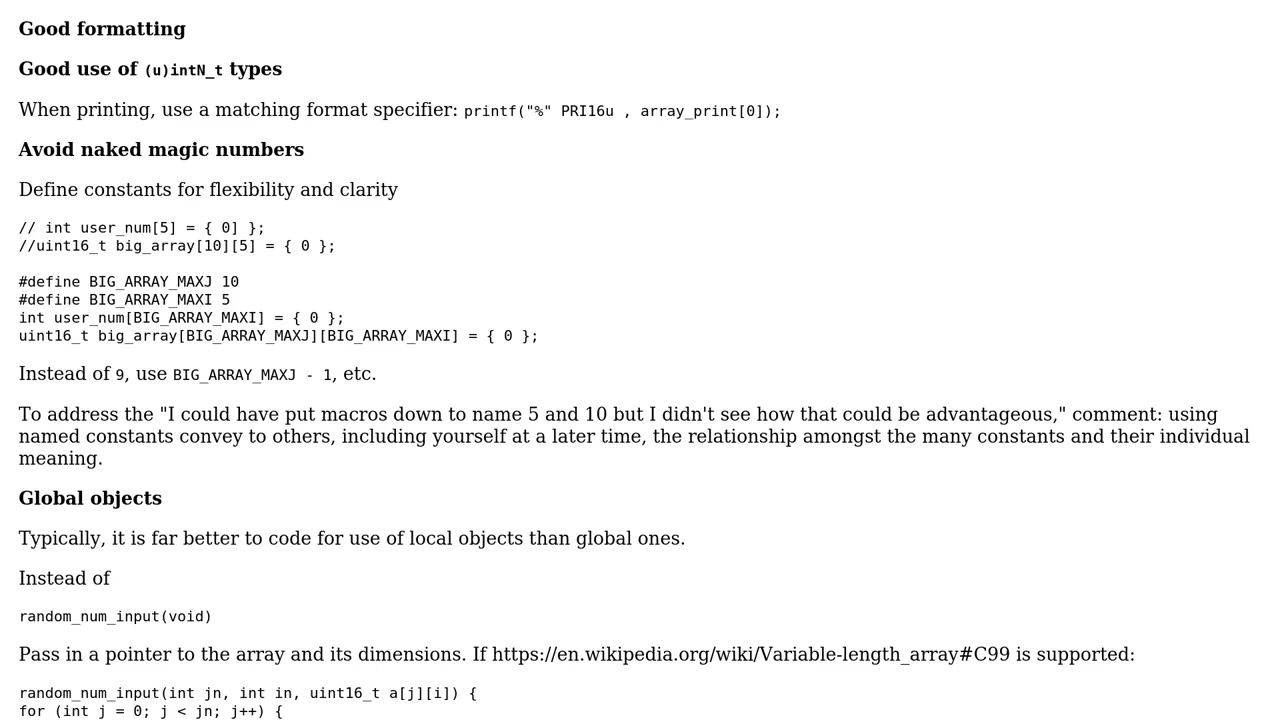 Good formatting
Good use of (u)intN_t types
When printing, use a matching format specifier: printf("%" PRI16u , array_print[0]);
Avoid naked magic numbers
Define constants for flexibility and clarity
// int user_num[5] = { 0] };
//uint16_t big_array[10][5] = { 0 };
#define BIG_ARRAY_MAXJ 10
#define BIG_ARRAY_MAXI 5
int user_num[BIG_ARRAY_MAXI] = { 0 };
uint16_t big_array[BIG_ARRAY_MAXJ][BIG_ARRAY_MAXI] = { 0 };
Instead of 9, use BIG_ARRAY_MAXJ - 1, etc.
To address the "I could have put macros down to name 5 and 10 but I didn't see how that could be advantageous," comment: using
named constants convey to others, including yourself at a later time, the relationship amongst the many constants and their individual
meaning.
Global objects
Typically, it is far better to code for use of local objects than global ones.
Instead of
random_num_input(void)
Pass in a pointer to the array and its dimensions. If https://en.wikipedia.org/wiki/Variable-length_array#C99 is supported:
random_num_input(int jn, int in, uint16_t a[j][i]) {
for (int j = 0; j < jn; j++) {